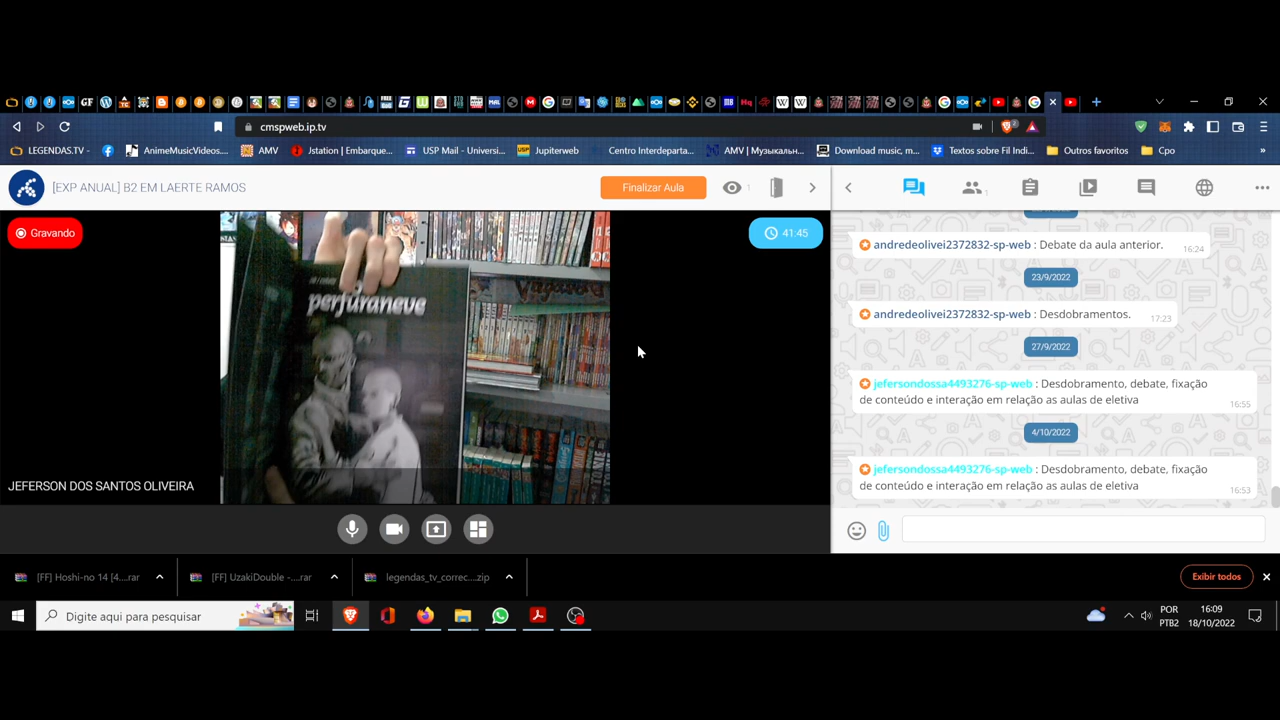 cmspweb.ip.tv
LEGENDAS.TV -
AnimeMusicVideos....
AMV
Jstation | Embarque...
USP Mail - Universi...
Jupiterweb
Centro Interdeparta...
AMV | Музыкальн...
Download music, m...
Textos sobre Fil Indi...
Outros favoritos
Cpo
[EXP ANUAL] B2 EM LAERTE RAMOS
Finalizar Aula
1
1
Gravando
41:45
perfuraneve
JEFERSON DOS SANTOS OLIVEIRA
andredeolivei2372832-sp-web : Debate da aula anterior.
16:24
23/9/2022
andredeolivei2372832-sp-web : Desdobramentos.
17:23
27/9/2022
jefersondossa4493276-sp-web : Desdobramento, debate, fixação
de conteúdo e interação em relação as aulas de eletiva
16:55
4/10/2022
jefersondossa4493276-sp-web : Desdobramento, debate, fixação
de conteúdo e interação em relação as aulas de eletiva
16:53
[FF] Hoshi-no 14 [4....rar
[FF] UzakiDouble -....rar
legendas_tv_correc....zip
Exibir todos
Digite aqui para pesquisar
POR
PTB2
16:09
18/10/2022